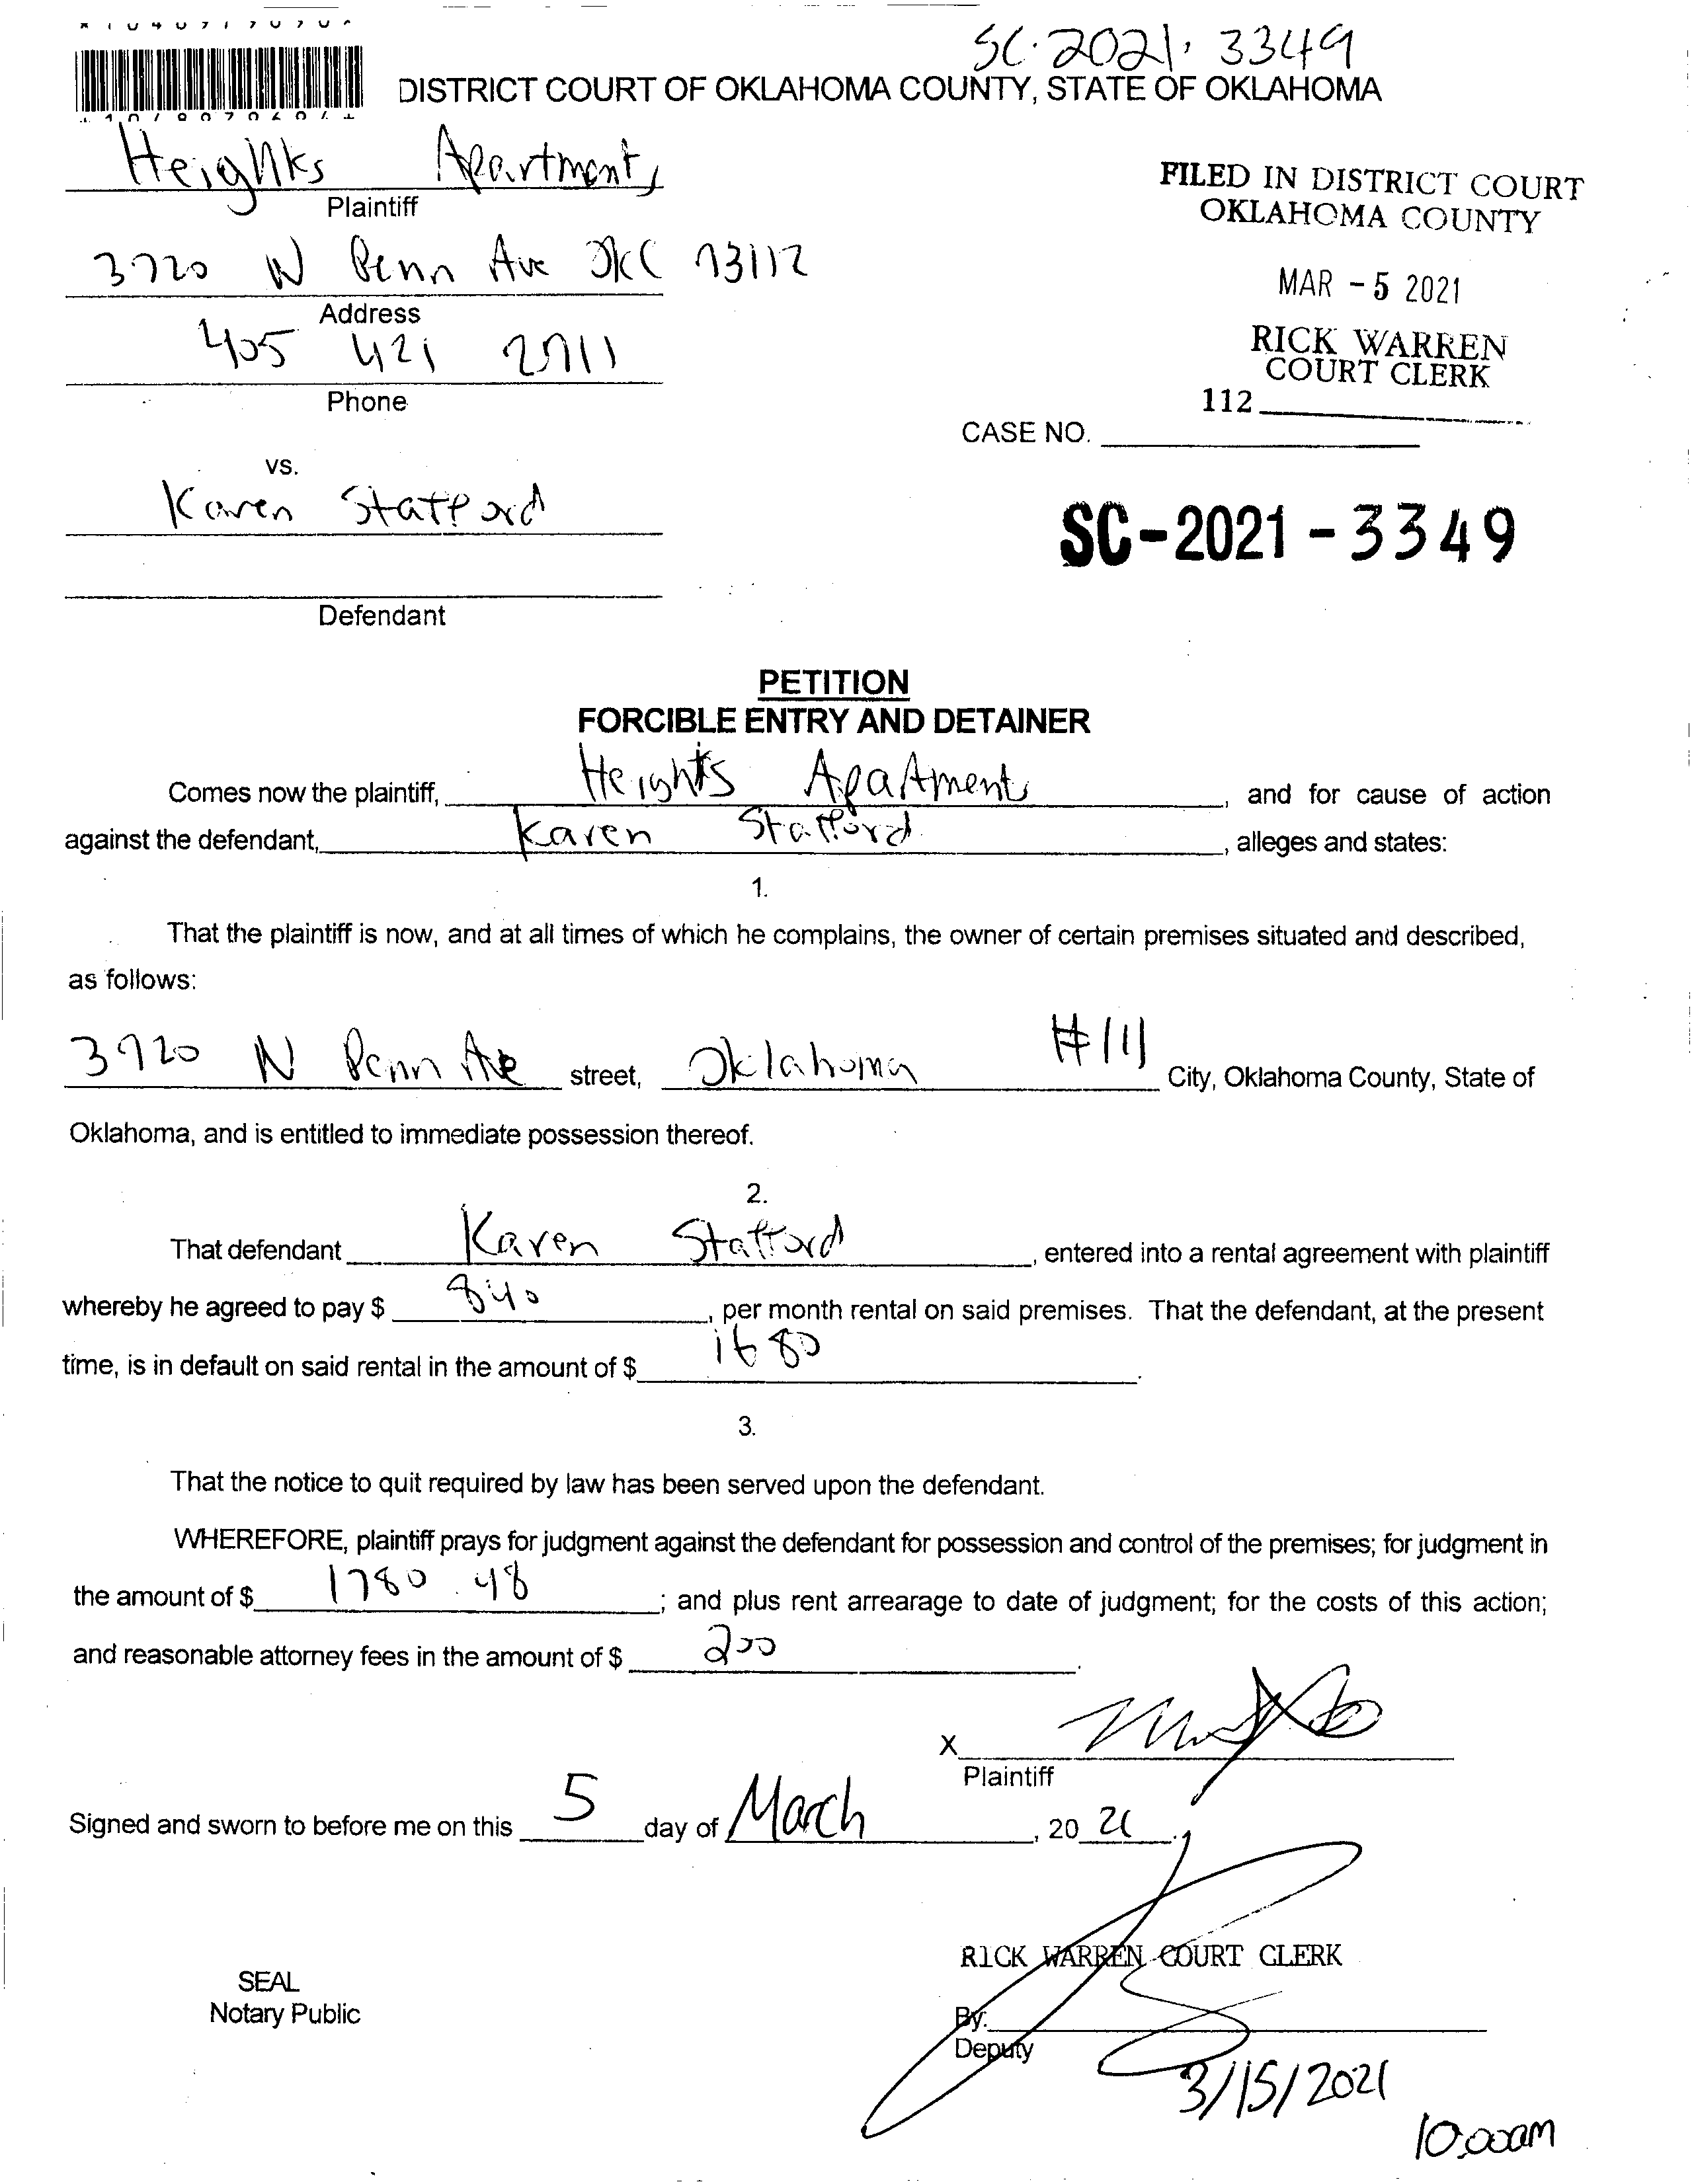 SC-2021-3349
DISTRICT COURT OF OKLAHOMA COUNTY, STATE OF OKLAHOMA
Heights Apartments
Plaintiff
3720 N Penn Ave OKC 73112
Address
405 421 2711
Phone
FILED IN DISTRICT COURT
OKLAHOMA COUNTY
MAR -5 2021
RICK WARREN
COURT CLERK
112
CASE NO.
vs.
Karen Stafford
SC-2021-3349
Defendant
PETITION
FORCIBLE ENTRY AND DETAINER
Comes now the plaintiff, Heights Apartments, and for cause of action
against the defendant, Karen Stafford, alleges and states:
1.
That the plaintiff is now, and at all times of which he complains, the owner of certain premises situated and described,
as follows:
3920 N Penn Ave street, Oklahoma #111 City, Oklahoma County, State of
Oklahoma, and is entitled to immediate possession thereof.
2.
That defendant Karen Stafford, entered into a rental agreement with plaintiff
whereby he agreed to pay $ 840, per month rental on said premises. That the defendant, at the present
time, is in default on said rental in the amount of $ 1680.
3.
That the notice to quit required by law has been served upon the defendant.
WHEREFORE, plaintiff prays for judgment against the defendant for possession and control of the premises; for judgment in
the amount of $ 1780.48; and plus rent arrearage to date of judgment; for the costs of this action;
and reasonable attorney fees in the amount of $ 200.
X
Plaintiff
Signed and sworn to before me on this 5 day of March, 20 21.
RICK WARREN COURT CLERK
SEAL
Notary Public
By:
Deputy
3/15/2021
10:00am